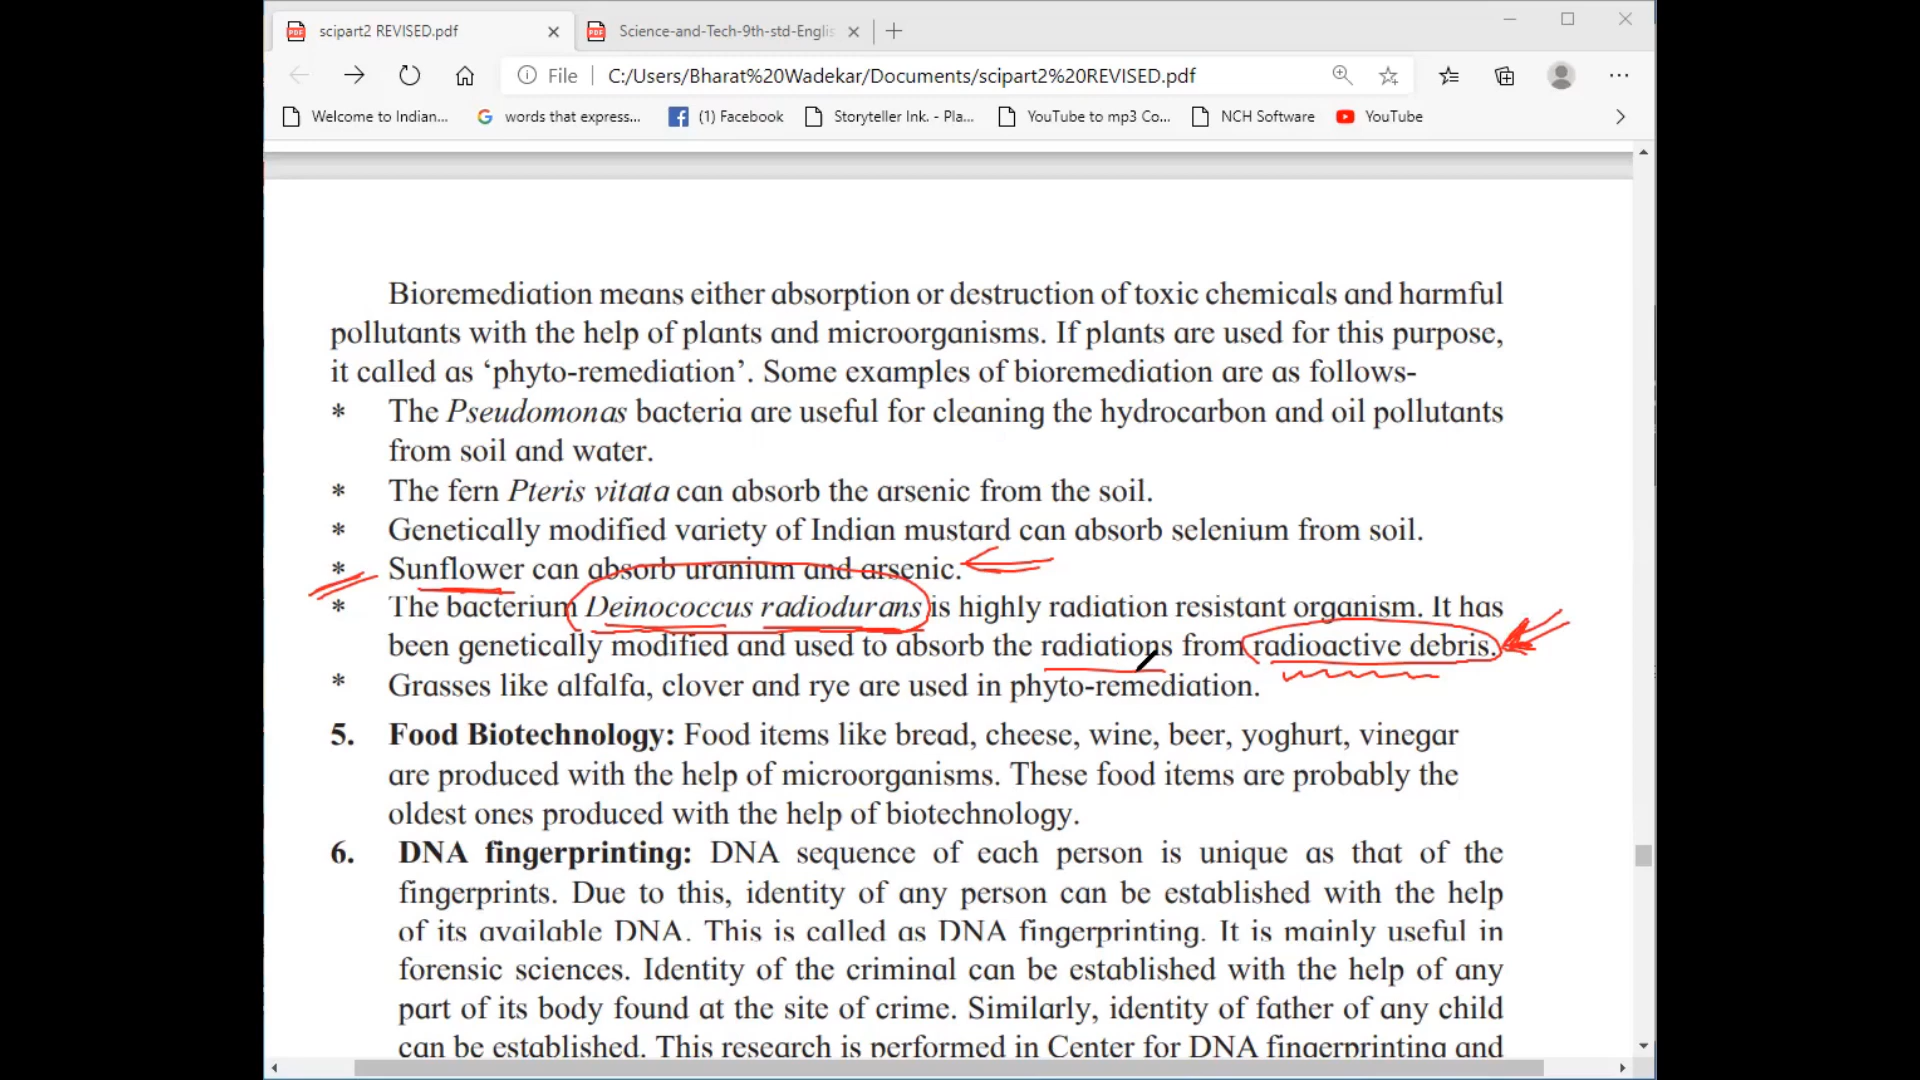 scipart2 REVISED.pdf
Science-and-Tech-9th-std-Englis
File
C:/Users/Bharat%20Wadekar/Documents/scipart2%20REVISED.pdf
Welcome to Indian... words that express... (1) Facebook Storyteller Ink. - Pla... YouTube to mp3 Co... NCH Software YouTube
Bioremediation means either absorption or destruction of toxic chemicals and harmful
pollutants with the help of plants and microorganisms. If plants are used for this purpose,
it called as ‘phyto-remediation’. Some examples of bioremediation are as follows-
* The Pseudomonas bacteria are useful for cleaning the hydrocarbon and oil pollutants
from soil and water.
* The fern Pteris vitata can absorb the arsenic from the soil.
* Genetically modified variety of Indian mustard can absorb selenium from soil.
* Sunflower can absorb uranium and arsenic.
* The bacterium Deinococcus radiodurans is highly radiation resistant organism. It has
been genetically modified and used to absorb the radiations from radioactive debris.
* Grasses like alfalfa, clover and rye are used in phyto-remediation.
5. Food Biotechnology: Food items like bread, cheese, wine, beer, yoghurt, vinegar
are produced with the help of microorganisms. These food items are probably the
oldest ones produced with the help of biotechnology.
6. DNA fingerprinting: DNA sequence of each person is unique as that of the
fingerprints. Due to this, identity of any person can be established with the help
of its available DNA. This is called as DNA fingerprinting. It is mainly useful in
forensic sciences. Identity of the criminal can be established with the help of any
part of its body found at the site of crime. Similarly, identity of father of any child
can be established. This research is performed in Center for DNA fingerprinting and